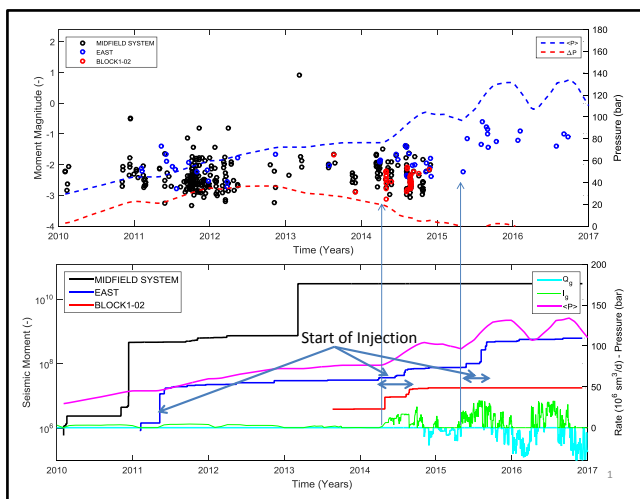 2
1
0
-1
-2
-3
-4
Moment Magnitude (-)
MIDFIELD SYSTEM
EAST
BLOCK1-02
<P>
ΔP
180
160
140
120
100
80
60
40
20
0
Pressure (bar)
2010 2011 2012 2013 2014 2015 2016 2017
Time (Years)
MIDFIELD SYSTEM
EAST
BLOCK1-02
Qg
Ig
<P>
Start of Injection
10^10
10^8
10^6
Seismic Moment (-)
200
150
100
50
0
Rate (10^6 sm^3/d) - Pressure (bar)
2010 2011 2012 2013 2014 2015 2016 2017
Time (Years)
1